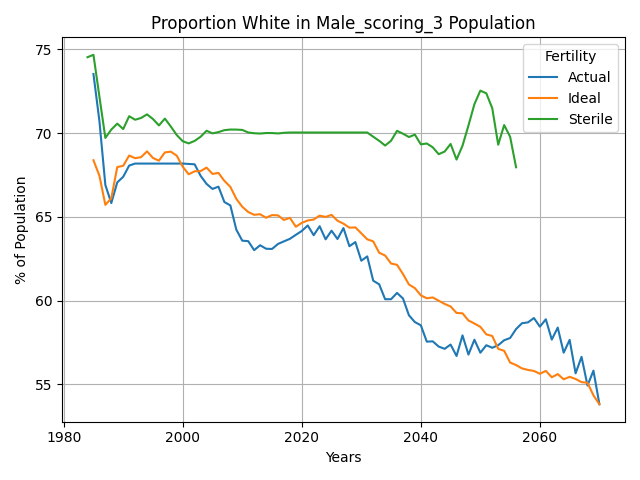 Proportion White in Male_scoring_3 Population
% of Population
75
70
65
60
55
Fertility
Actual
Ideal
Sterile
1980
2000
2020
2040
2060
Years